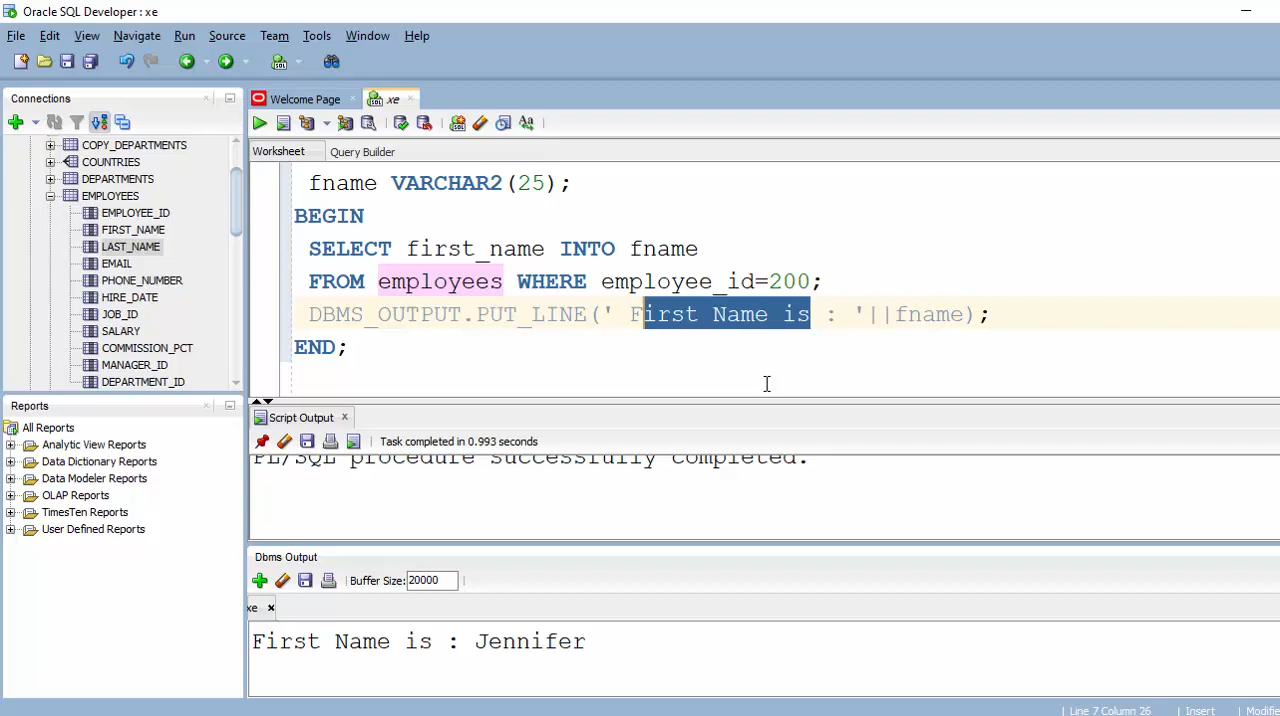 Oracle SQL Developer : xe
File Edit View Navigate Run Source Team Tools Window Help
Connections
COPY_DEPARTMENTS
COUNTRIES
DEPARTMENTS
EMPLOYEES
EMPLOYEE_ID
FIRST_NAME
LAST_NAME
EMAIL
PHONE_NUMBER
HIRE_DATE
JOB_ID
SALARY
COMMISSION_PCT
MANAGER_ID
DEPARTMENT_ID
Reports
All Reports
Analytic View Reports
Data Dictionary Reports
Data Modeler Reports
OLAP Reports
TimesTen Reports
User Defined Reports
Welcome Page xe
Worksheet Query Builder
fname VARCHAR2(25);
BEGIN
SELECT first_name INTO fname
FROM employees WHERE employee_id=200;
DBMS_OUTPUT.PUT_LINE(' First Name is : '||fname);
END;
Script Output
Task completed in 0.993 seconds
PL/SQL procedure successfully completed.
Dbms Output
Buffer Size: 20000
xe
First Name is : Jennifer
Line 7 Column 26 Insert